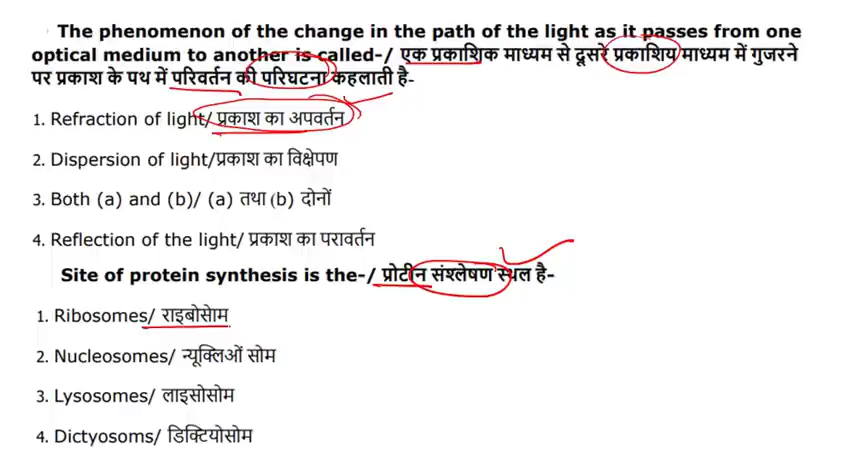 The phenomenon of the change in the path of the light as it passes from one
optical medium to another is called-/ एक प्रकाशिक माध्यम से दूसरे प्रकाशिय माध्यम में गुजरने
पर प्रकाश के पथ में परिवर्तन की परिघटना कहलाती है-
1. Refraction of light/ प्रकाश का अपवर्तन
2. Dispersion of light/प्रकाश का विक्षेपण
3. Both (a) and (b)/ (a) तथा (b) दोनों
4. Reflection of the light/ प्रकाश का परावर्तन
Site of protein synthesis is the-/ प्रोटीन संश्लेषण स्थल है-
1. Ribosomes/ राइबोसेाम
2. Nucleosomes/ न्यूक्लिओं सोम
3. Lysosomes/ लाइसोसोम
4. Dictyosoms/ डिक्टियोसोम